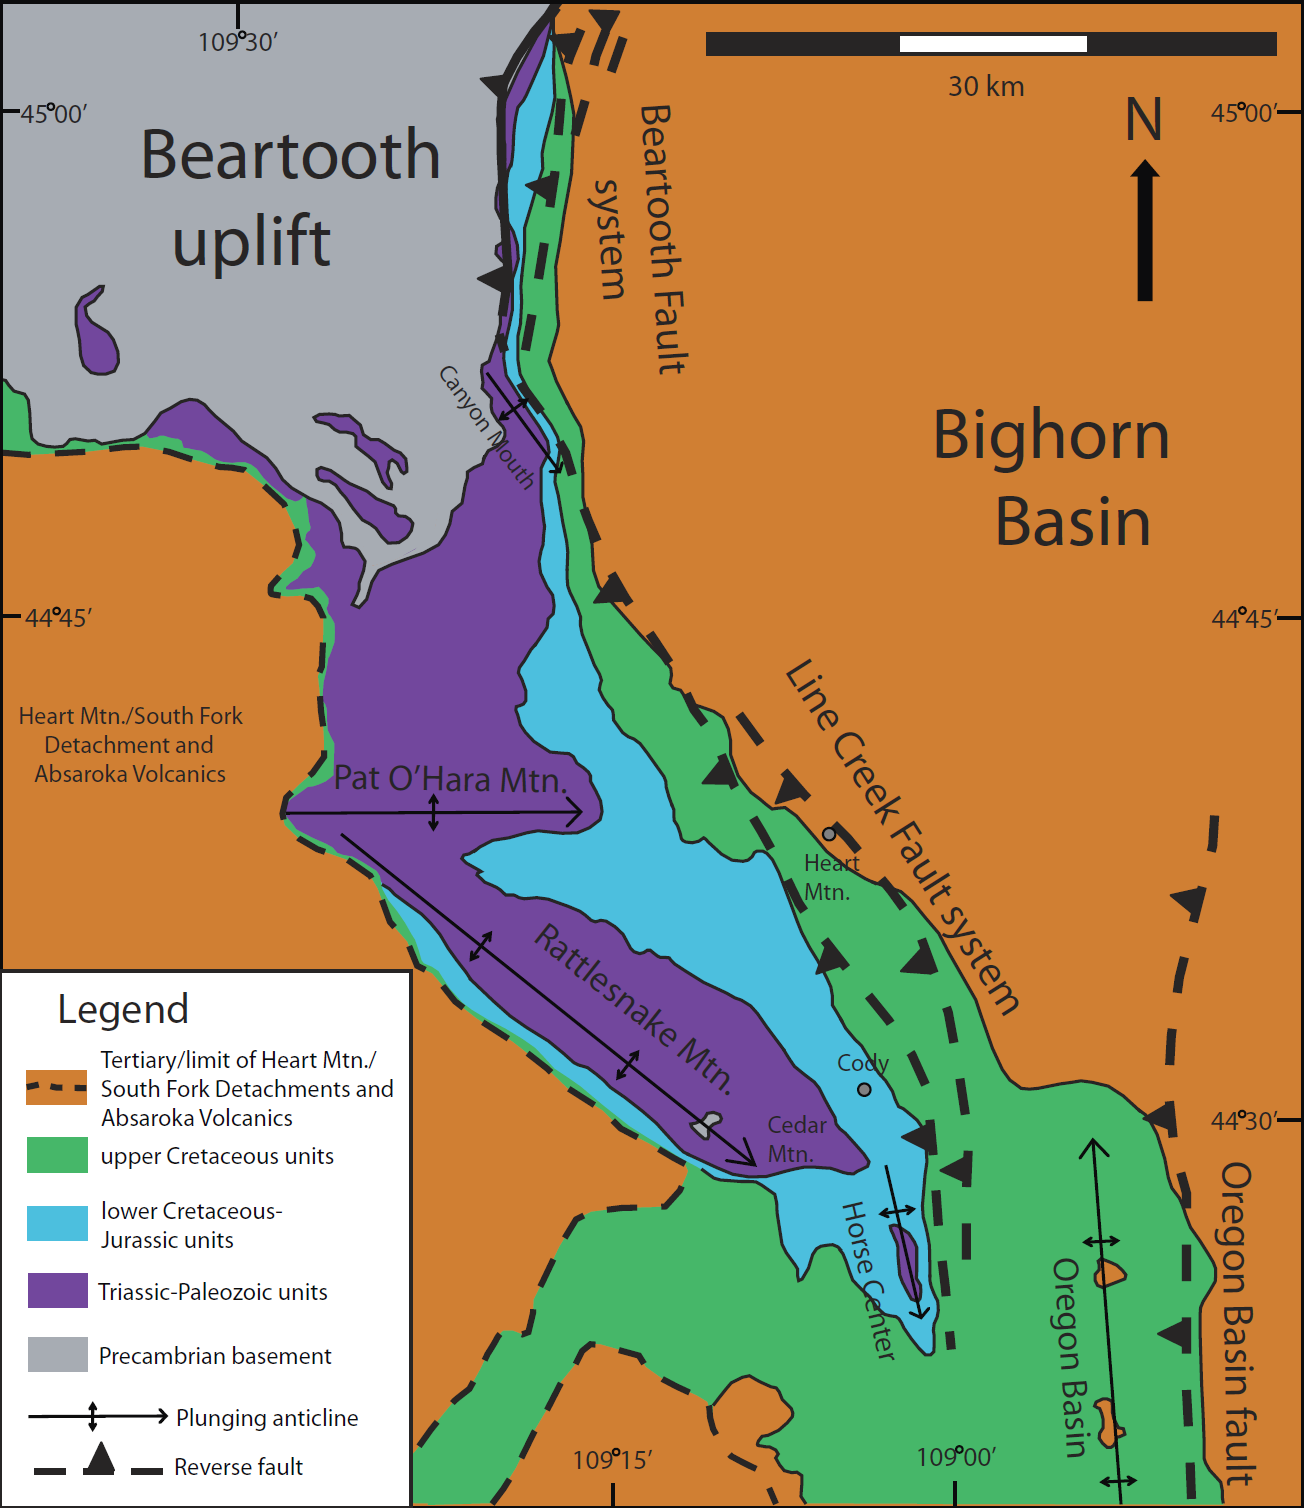 109°30′
30 km
N
45°00′
45°00′
Beartooth
uplift
Beartooth Fault
system
Canyon Mouth
Bighorn
Basin
44°45′
44°45′
Heart Mtn./South Fork
Detachment and
Absaroka Volcanics
Pat O’Hara Mtn.
Line Creek Fault system
Heart
Mtn.
Rattlesnake Mtn.
Cody
Cedar
Mtn.
44°30′
Horse Center
Oregon Basin
Oregon Basin fault
109°15′
109°00′
Legend
Tertiary/limit of Heart Mtn./
South Fork Detachments and
Absaroka Volcanics
upper Cretaceous units
lower Cretaceous-
Jurassic units
Triassic-Paleozoic units
Precambrian basement
Plunging anticline
Reverse fault